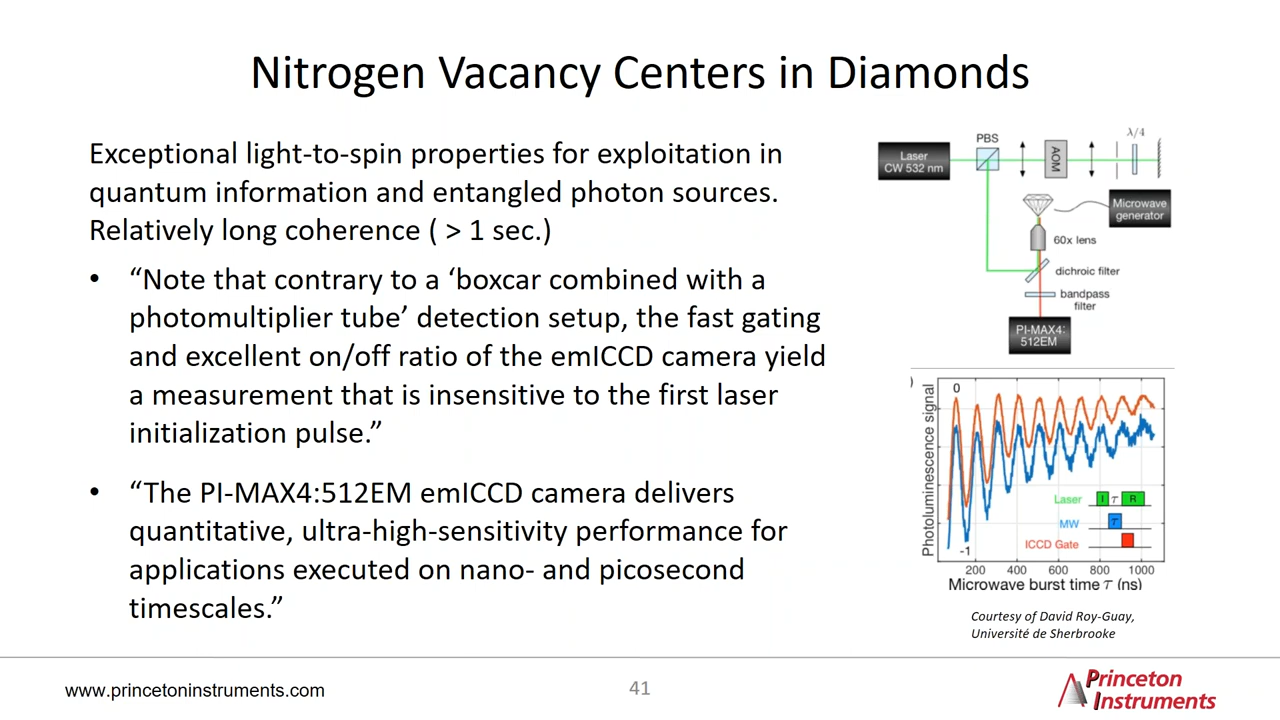 Nitrogen Vacancy Centers in Diamonds
Exceptional light-to-spin properties for exploitation in
quantum information and entangled photon sources.
Relatively long coherence ( > 1 sec.)
• “Note that contrary to a ‘boxcar combined with a
photomultiplier tube’ detection setup, the fast gating
and excellent on/off ratio of the emICCD camera yield
a measurement that is insensitive to the first laser
initialization pulse.”
• “The PI-MAX4:512EM emICCD camera delivers
quantitative, ultra-high-sensitivity performance for
applications executed on nano- and picosecond
timescales.”
Laser
CW 532 nm
PBS
AOM
λ/4
Microwave
generator
60x lens
dichroic filter
bandpass
filter
PI-MAX4:
512EM
)
Photoluminescence signal
0
-1
Laser I τ R
MW τ
ICCD Gate
200 400 600 800 1000
Microwave burst time τ (ns)
Courtesy of David Roy-Guay,
Université de Sherbrooke
www.princetoninstruments.com
41
Princeton
Instruments